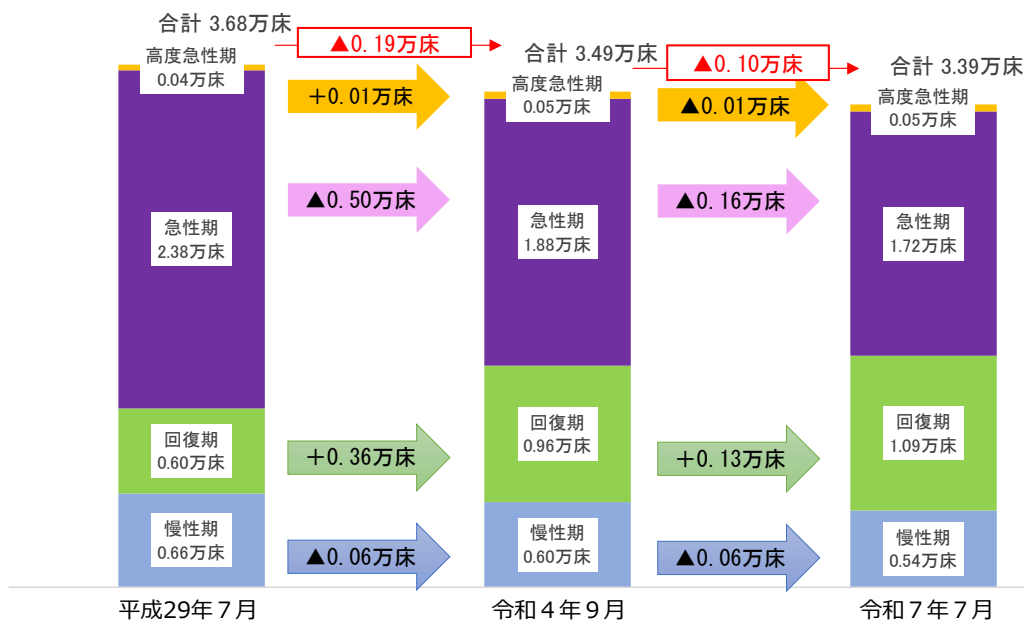 合計 3.68万床
▲0.19万床
合計 3.49万床
▲0.10万床
合計 3.39万床
高度急性期
0.04万床
+0.01万床
高度急性期
0.05万床
▲0.01万床
高度急性期
0.05万床
急性期
2.38万床
▲0.50万床
急性期
1.88万床
▲0.16万床
急性期
1.72万床
回復期
0.60万床
+0.36万床
回復期
0.96万床
+0.13万床
回復期
1.09万床
慢性期
0.66万床
▲0.06万床
慢性期
0.60万床
▲0.06万床
慢性期
0.54万床
平成29年７月
令和４年９月
令和７年７月